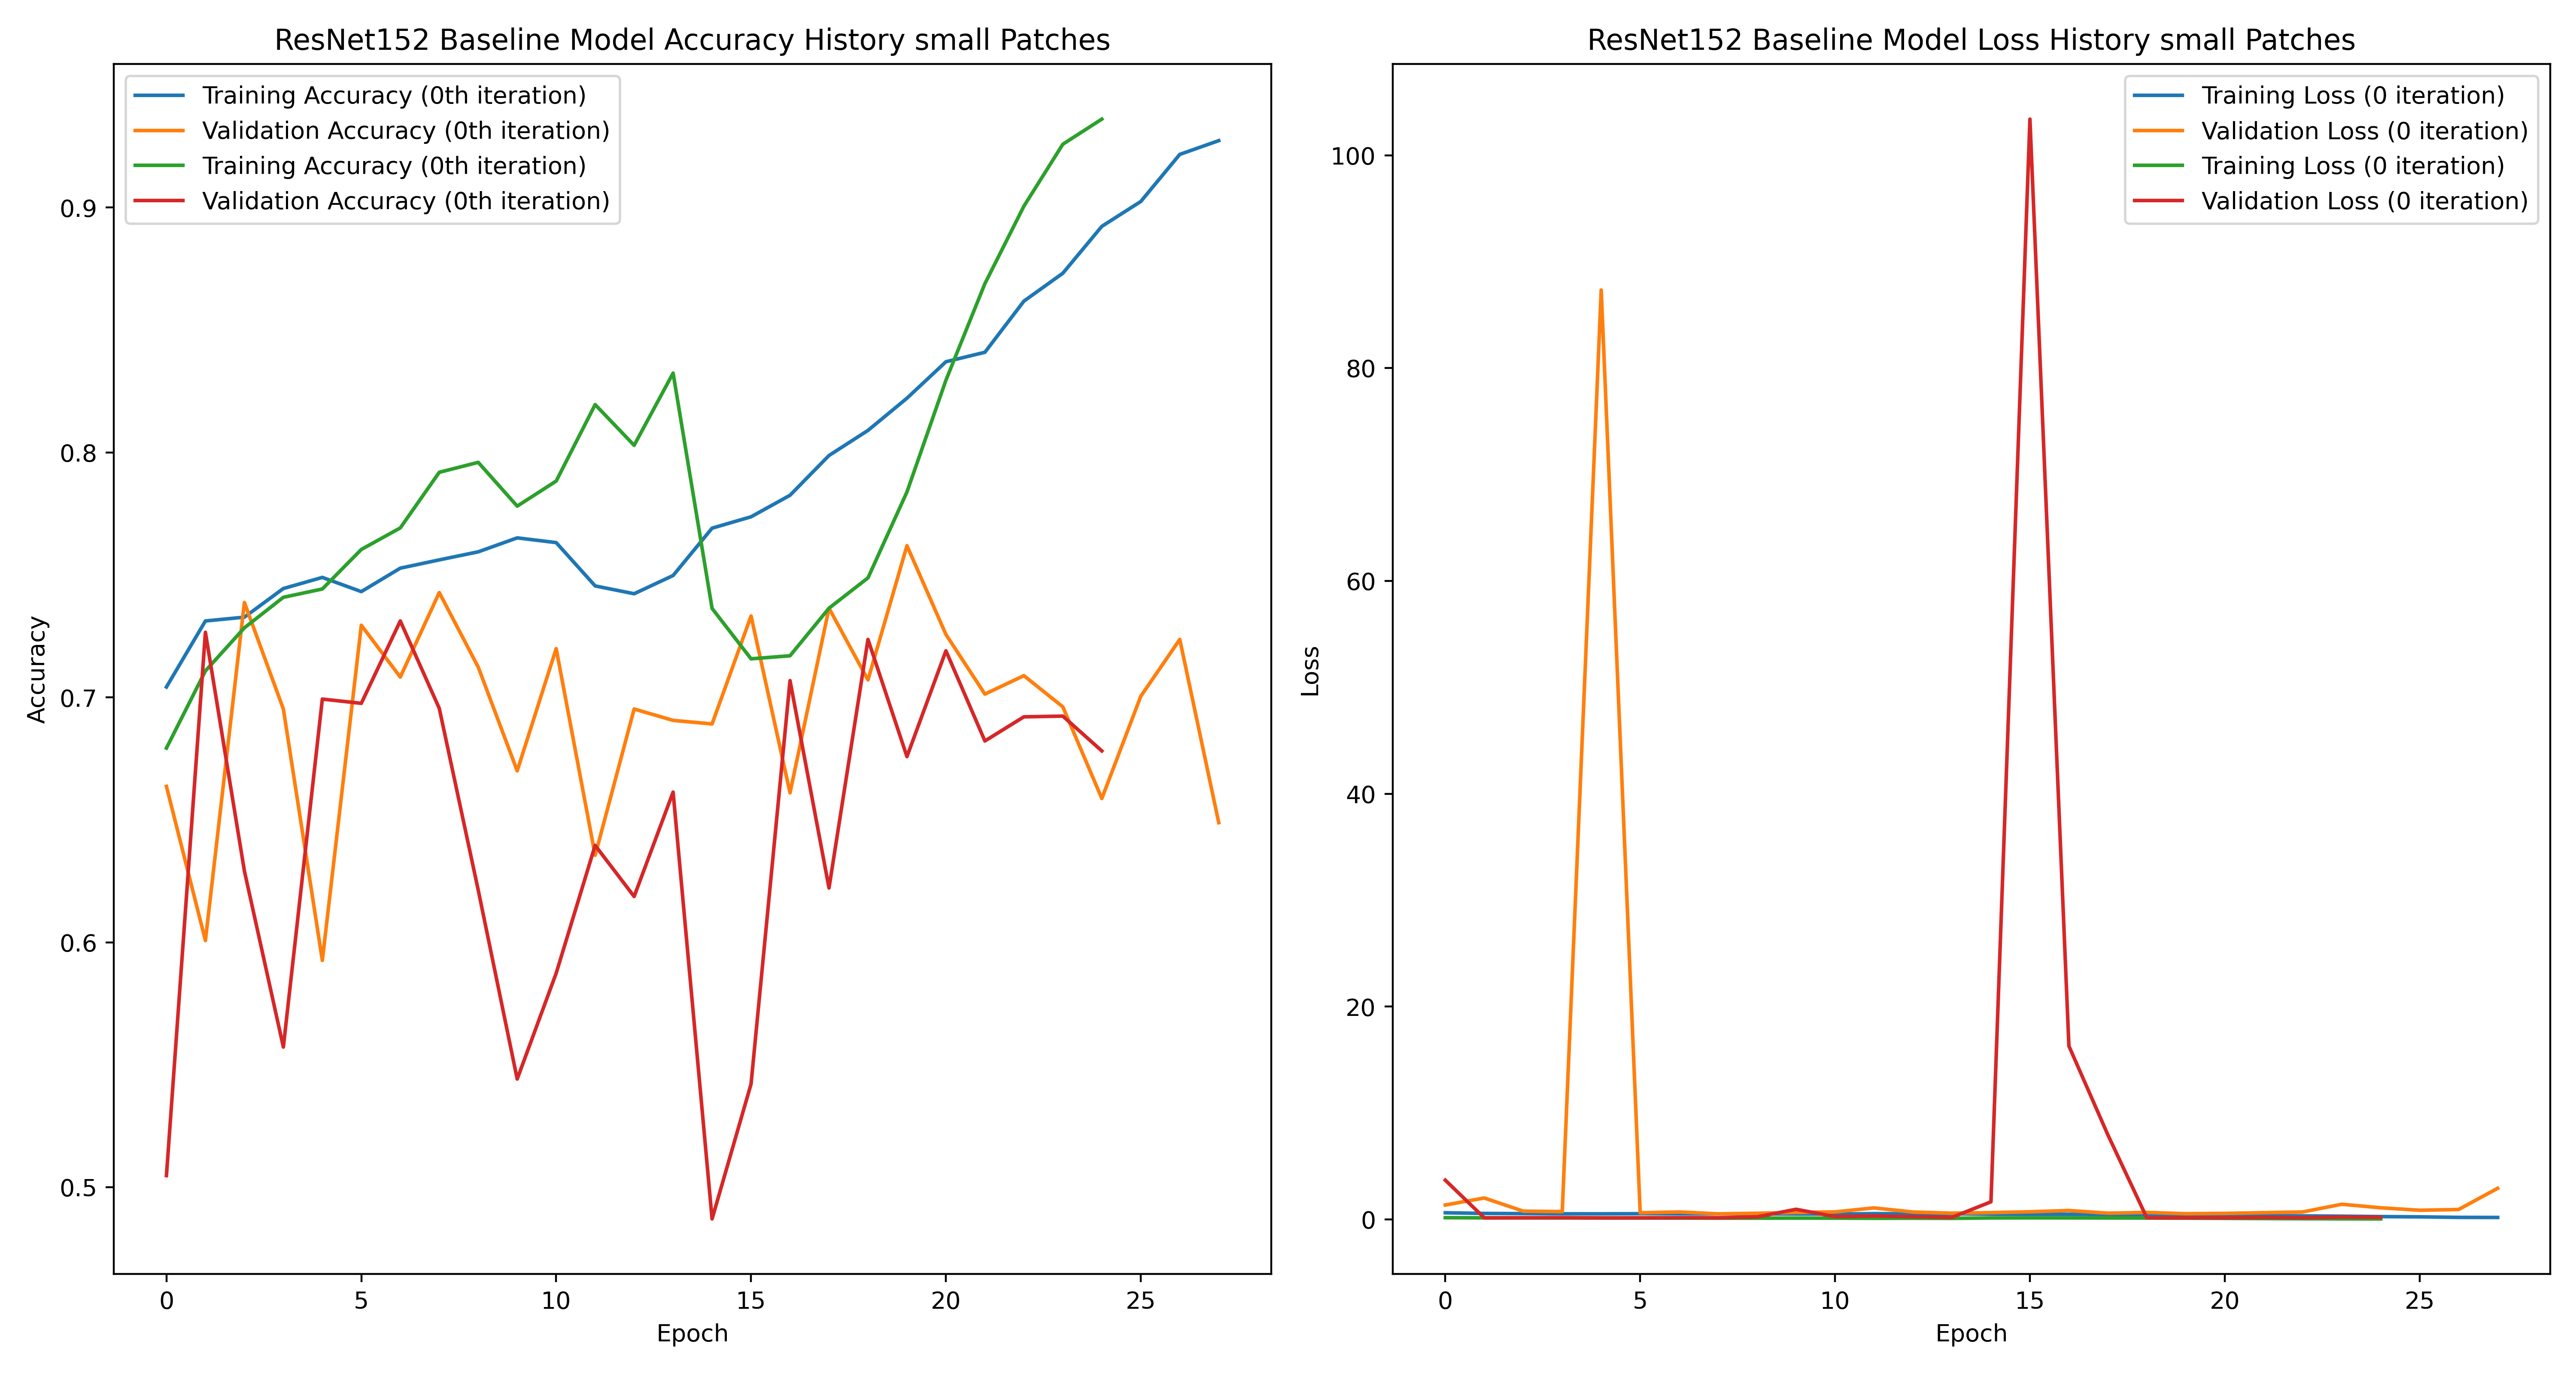 ResNet152 Baseline Model Accuracy History small Patches
Training Accuracy (0th iteration)
Validation Accuracy (0th iteration)
Training Accuracy (0th iteration)
Validation Accuracy (0th iteration)
0.9
0.8
0.7
0.6
0.5
Accuracy
0 5 10 15 20 25
Epoch
ResNet152 Baseline Model Loss History small Patches
Training Loss (0 iteration)
Validation Loss (0 iteration)
Training Loss (0 iteration)
Validation Loss (0 iteration)
100
80
60
40
20
0
Loss
0 5 10 15 20 25
Epoch